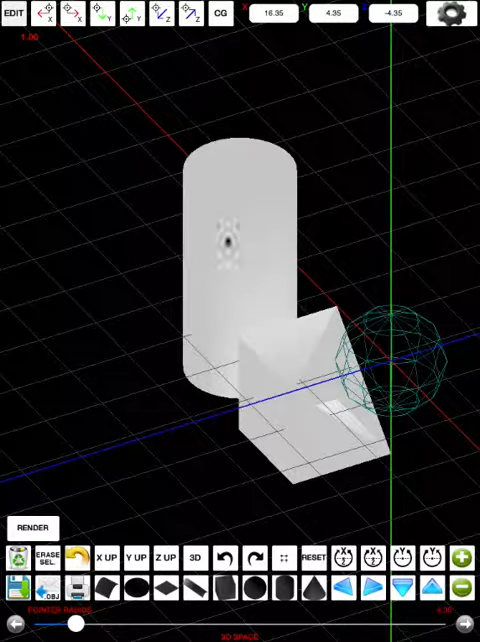 EDIT X X Y Y Z Z CG X 16.35 Y 4.35 Z -4.35
1.00
RENDER
ERASE SEL. X UP Y UP Z UP 3D RESET X Z X Z Y Y
.OBJ
POINTER RADIUS 4.35
3D SPACE